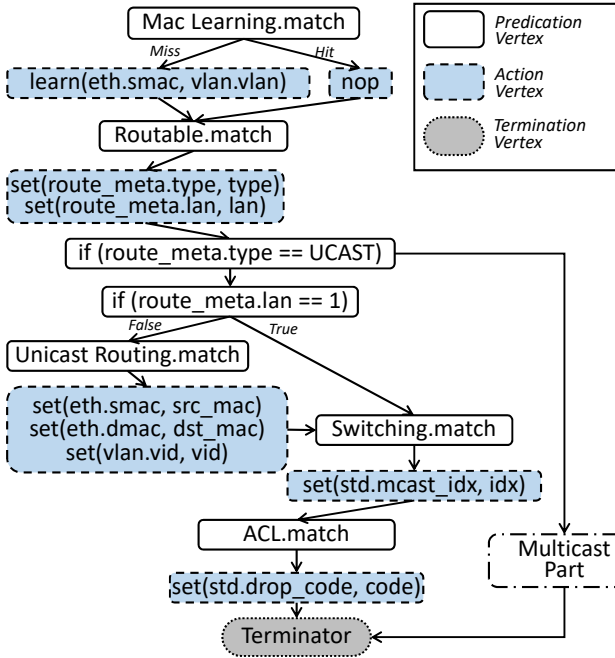 Mac Learning.match
Miss
Hit
learn(eth.smac, vlan.vlan)
nop
Routable.match
set(route_meta.type, type)
set(route_meta.lan, lan)
if (route_meta.type == UCAST)
if (route_meta.lan == 1)
False
True
Unicast Routing.match
set(eth.smac, src_mac)
set(eth.dmac, dst_mac)
set(vlan.vid, vid)
Switching.match
set(std.mcast_idx, idx)
ACL.match
set(std.drop_code, code)
Terminator
Multicast
Part
Predication
Vertex
Action
Vertex
Termination
Vertex